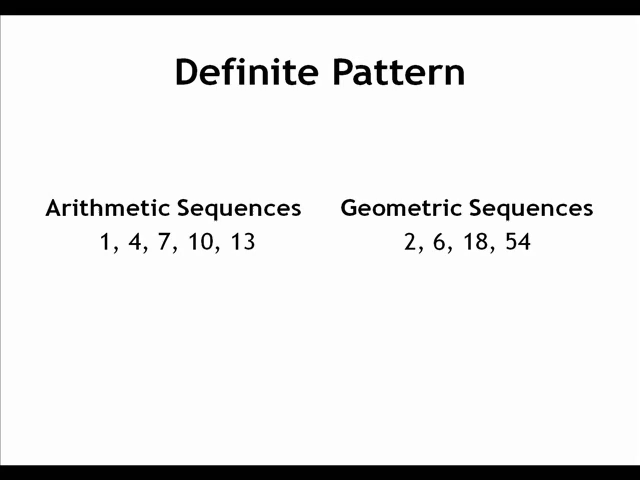 Definite Pattern
Arithmetic Sequences
1, 4, 7, 10, 13
Geometric Sequences
2, 6, 18, 54